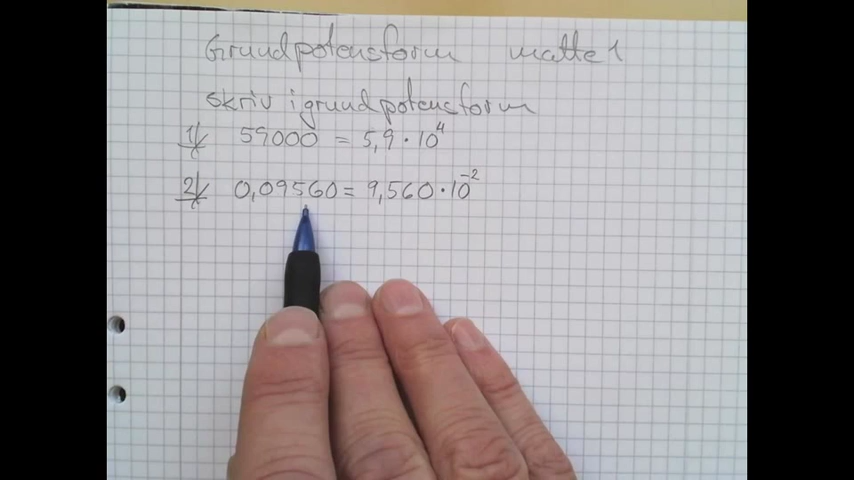 Grundpotensform matte 1
skriv i grundpotensform
1/ 59000 = 5,9 · 10⁴
2/ 0,09560 = 9,560 · 10⁻²